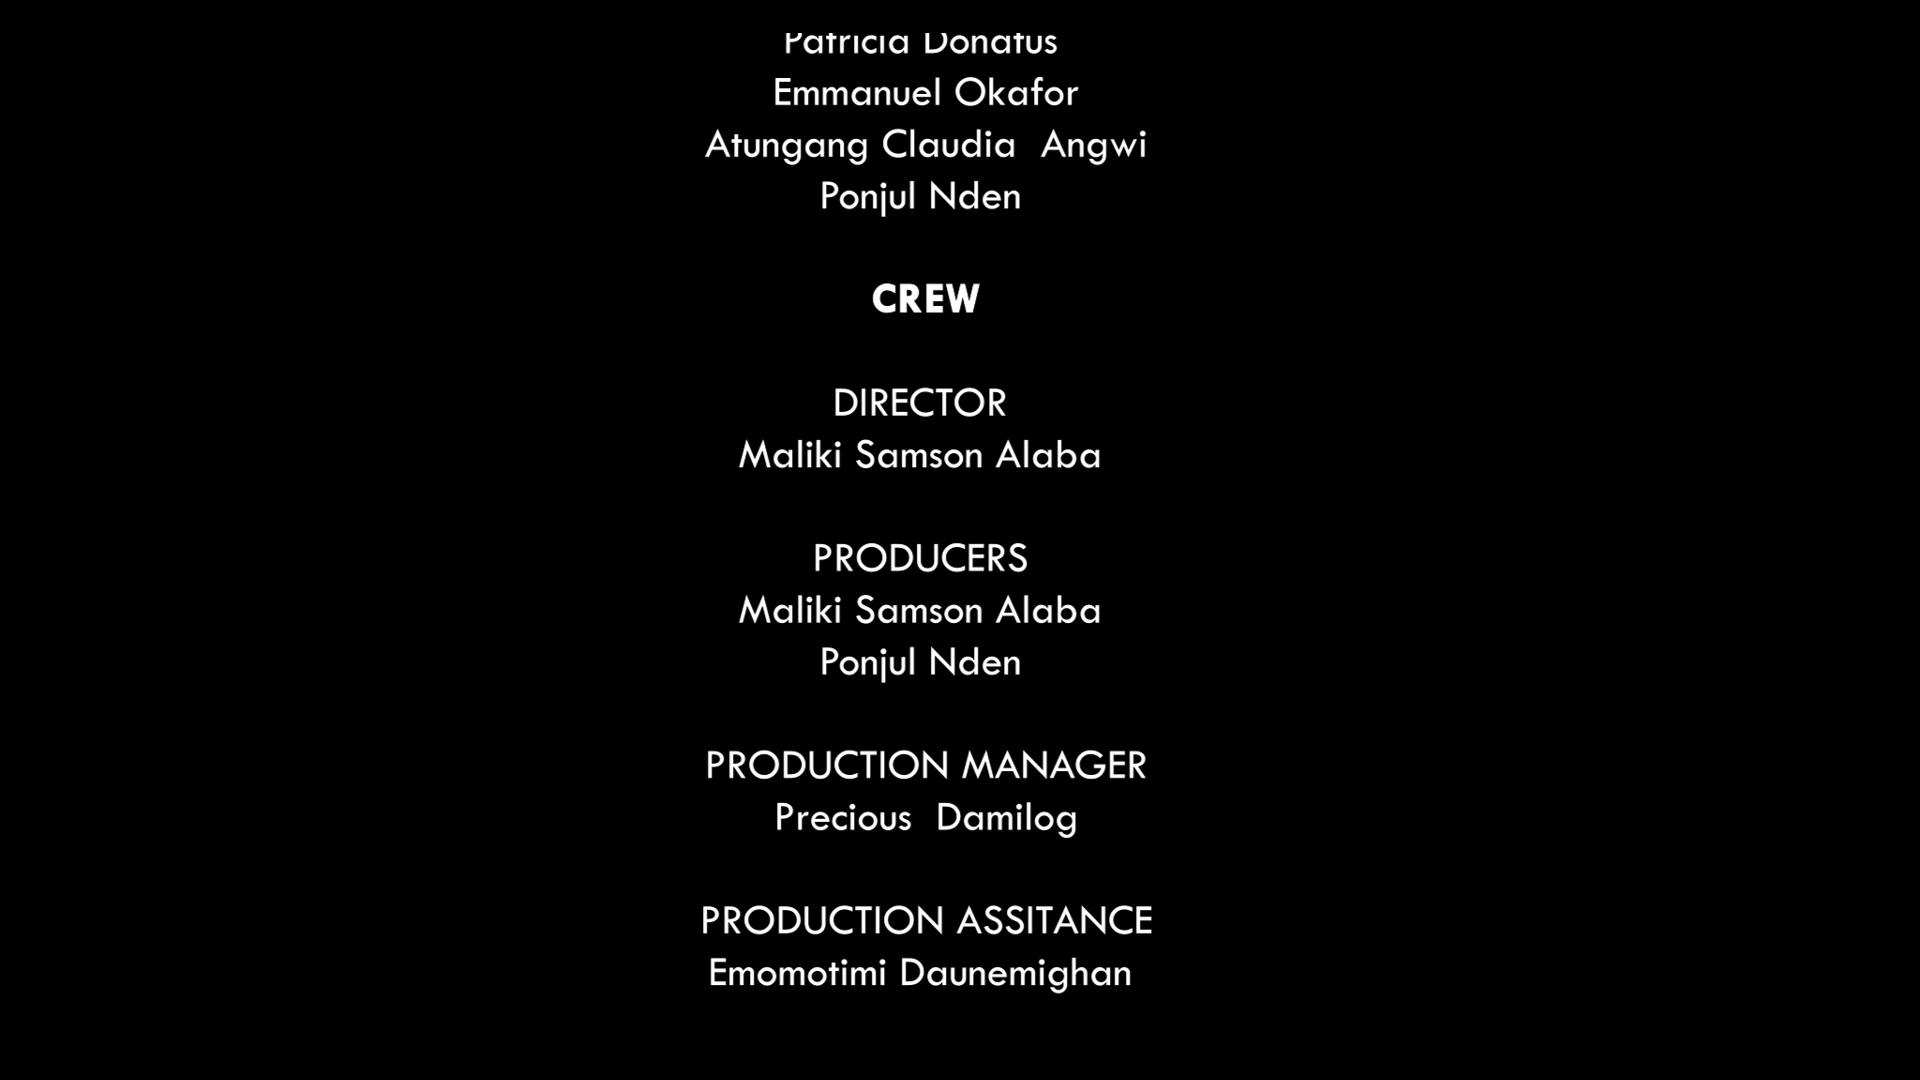 Patricia Donatus
Emmanuel Okafor
Atungang Claudia  Angwi
Ponjul Nden
CREW
DIRECTOR
Maliki Samson Alaba
PRODUCERS
Maliki Samson Alaba
Ponjul Nden
PRODUCTION MANAGER
Precious  Damilog
PRODUCTION ASSITANCE
Emomotimi Daunemighan